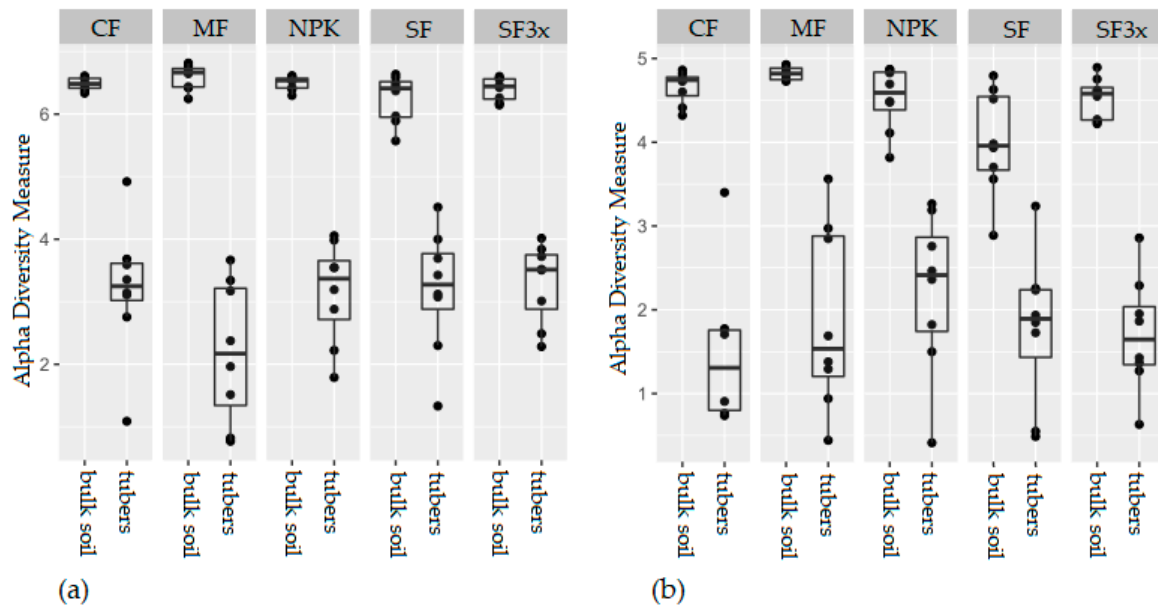 CF MF NPK SF SF3x
Alpha Diversity Measure
6
4
2
bulk soil
tubers
bulk soil
tubers
bulk soil
tubers
bulk soil
tubers
bulk soil
tubers
(a)
CF MF NPK SF SF3x
Alpha Diversity Measure
5
4
3
2
1
bulk soil
tubers
bulk soil
tubers
bulk soil
tubers
bulk soil
tubers
bulk soil
tubers
(b)